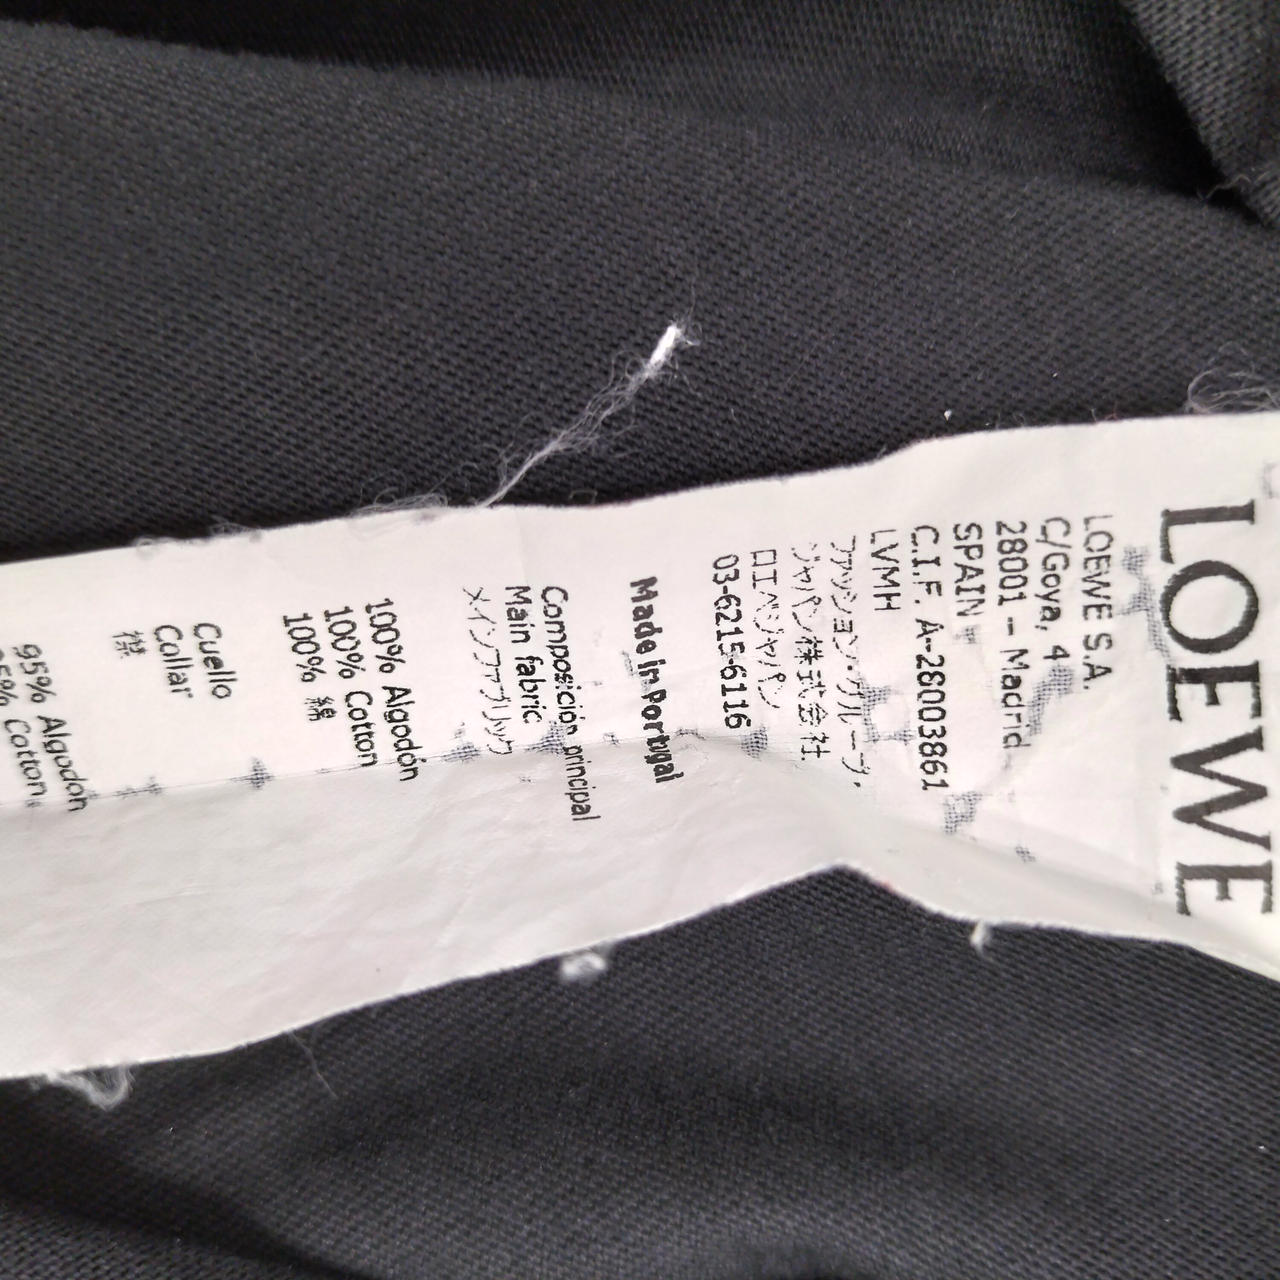 LOEWE
LOEWE S.A.
C/Goya, 4
28001 - Madrid
SPAIN
C.I.F. A-28003861
LVMH
ファッション・グループ,
ジャパン株式会社
ロエベジャパン
03-6215-6116
Made in Portugal
Composición principal
Main fabric
メインファブリック
100% Algodón
100% Cotton
100% 綿
Cuello
Collar
襟
95% Algodón
95% Cotton